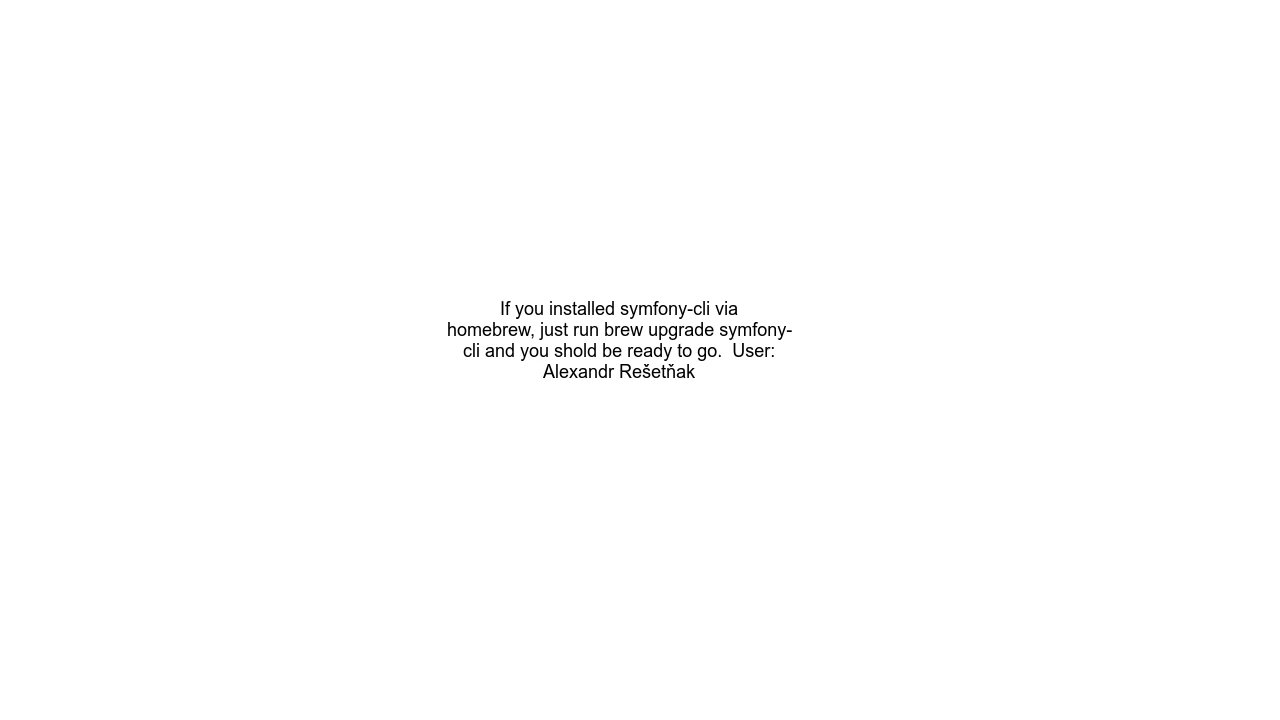 If you installed symfony-cli via
homebrew, just run brew upgrade symfony-
cli and you shold be ready to go.  User:
Alexandr Rešetňak